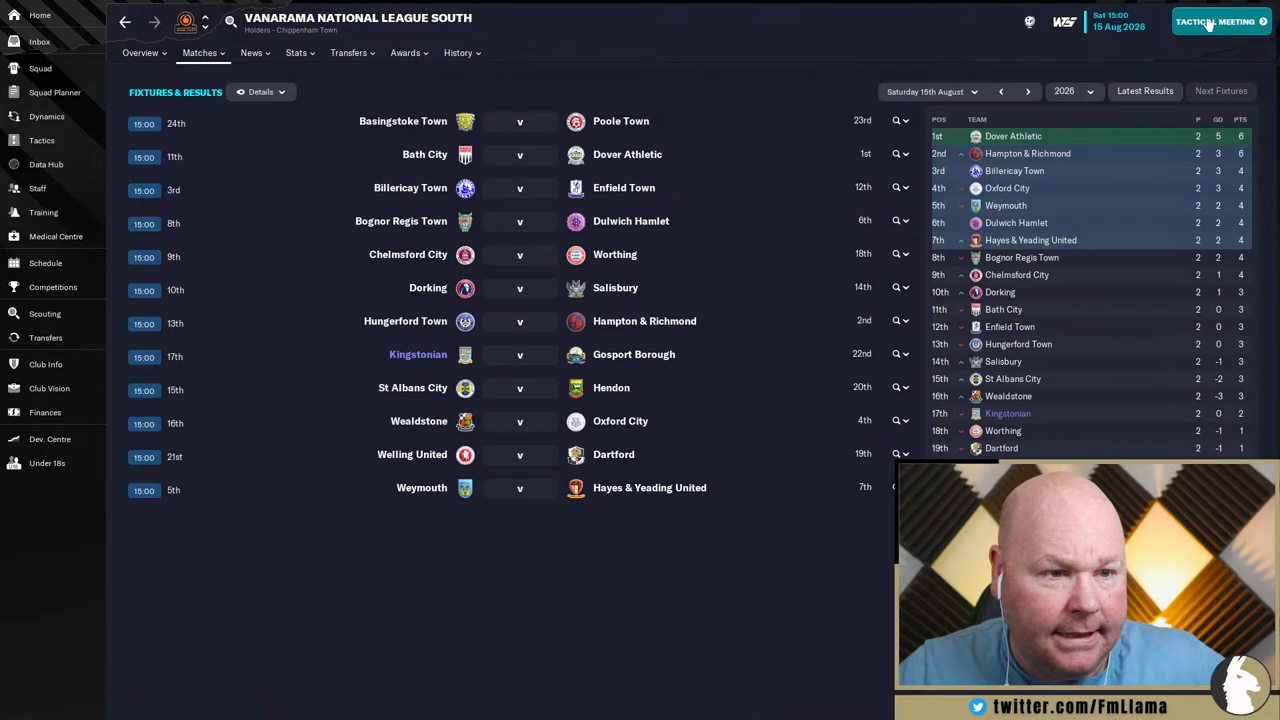 Home
VANARAMA NATIONAL LEAGUE SOUTH
Holders - Chippenham Town
Sat 15:00
15 Aug 2026
TACTICAL MEETING
Inbox
Overview Matches News Stats Transfers Awards History
Squad
Squad Planner
Dynamics
Tactics
Data Hub
Staff
Training
Medical Centre
Schedule
Competitions
Scouting
Transfers
Club Info
Club Vision
Finances
Dev. Centre
U18
Under 18s
FIXTURES & RESULTS Details
Saturday 15th August 2026 Latest Results Next Fixtures
15:00 24th Basingstoke Town v Poole Town 23rd
15:00 11th Bath City v Dover Athletic 1st
15:00 3rd Billericay Town v Enfield Town 12th
15:00 8th Bognor Regis Town v Dulwich Hamlet 6th
15:00 9th Chelmsford City v Worthing 18th
15:00 10th Dorking v Salisbury 14th
15:00 13th Hungerford Town v Hampton & Richmond 2nd
15:00 17th Kingstonian v Gosport Borough 22nd
15:00 15th St Albans City v Hendon 20th
15:00 16th Wealdstone v Oxford City 4th
15:00 21st Welling United v Dartford 19th
15:00 5th Weymouth v Hayes & Yeading United 7th
POS TEAM P GD PTS
1st Dover Athletic 2 5 6
2nd Hampton & Richmond 2 3 6
3rd Billericay Town 2 3 4
4th Oxford City 2 3 4
5th Weymouth 2 2 4
6th Dulwich Hamlet 2 2 4
7th Hayes & Yeading United 2 2 4
8th Bognor Regis Town 2 2 4
9th Chelmsford City 2 1 4
10th Dorking 2 1 3
11th Bath City 2 0 3
12th Enfield Town 2 0 3
13th Hungerford Town 2 0 3
14th Salisbury 2 -1 3
15th St Albans City 2 -2 3
16th Wealdstone 2 -3 3
17th Kingstonian 2 0 2
18th Worthing 2 -1 1
19th Dartford 2 -1 1
twitter.com/FmLlama